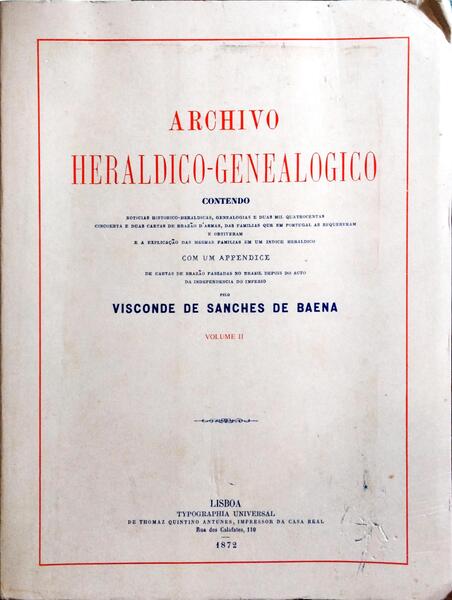 ARCHIVO
HERALDICO-GENEALOGICO
CONTENDO
NOTICIAS HISTORICO-HERALDICAS, GENEALOGIAS E DUAS MIL QUATROCENTAS
CINCOENTA E DUAS CARTAS DE BRAZÃO D'ARMAS, DAS FAMILIAS QUE EM PORTUGAL AS REQUERERAM
E OBTIVERAM
E A EXPLICAÇÃO DAS MESMAS FAMILIAS EM UM INDICE HERALDICO
COM UM APPENDICE
DE CARTAS DE BRAZÃO PASSADAS NO BRASIL DEPOIS DO ACTO
DA INDEPENDENCIA DO IMPERIO
PELO
VISCONDE DE SANCHES DE BAENA
VOLUME II
LISBOA
TYPOGRAPHIA UNIVERSAL
DE THOMAZ QUINTINO ANTUNES, IMPRESSOR DA CASA REAL
Rua dos Calafates, 110
1872